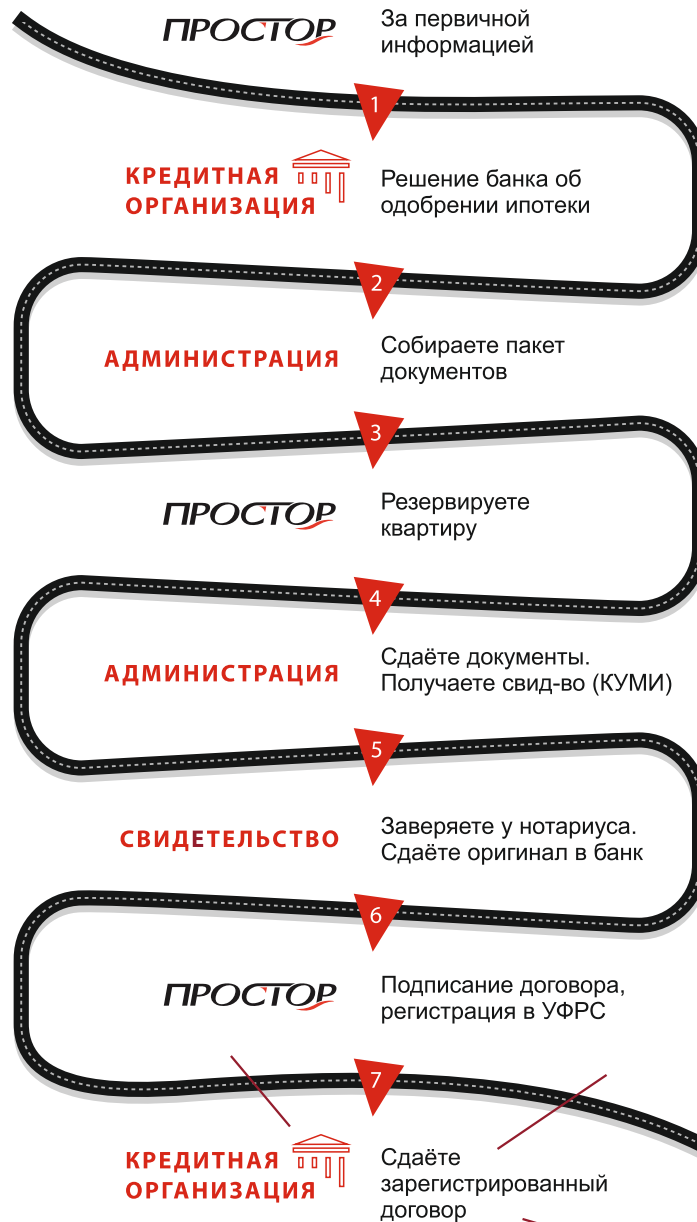 ПРОСТОР
За первичной
информацией
1
КРЕДИТНАЯ
ОРГАНИЗАЦИЯ
Решение банка об
одобрении ипотеки
2
АДМИНИСТРАЦИЯ
Собираете пакет
документов
3
ПРОСТОР
Резервируете
квартиру
4
АДМИНИСТРАЦИЯ
Сдаёте документы.
Получаете свид-во (КУМИ)
5
СВИДЕТЕЛЬСТВО
Заверяете у нотариуса.
Сдаёте оригинал в банк
6
ПРОСТОР
Подписание договора,
регистрация в УФРС
7
КРЕДИТНАЯ
ОРГАНИЗАЦИЯ
Сдаёте
зарегистрированный
договор